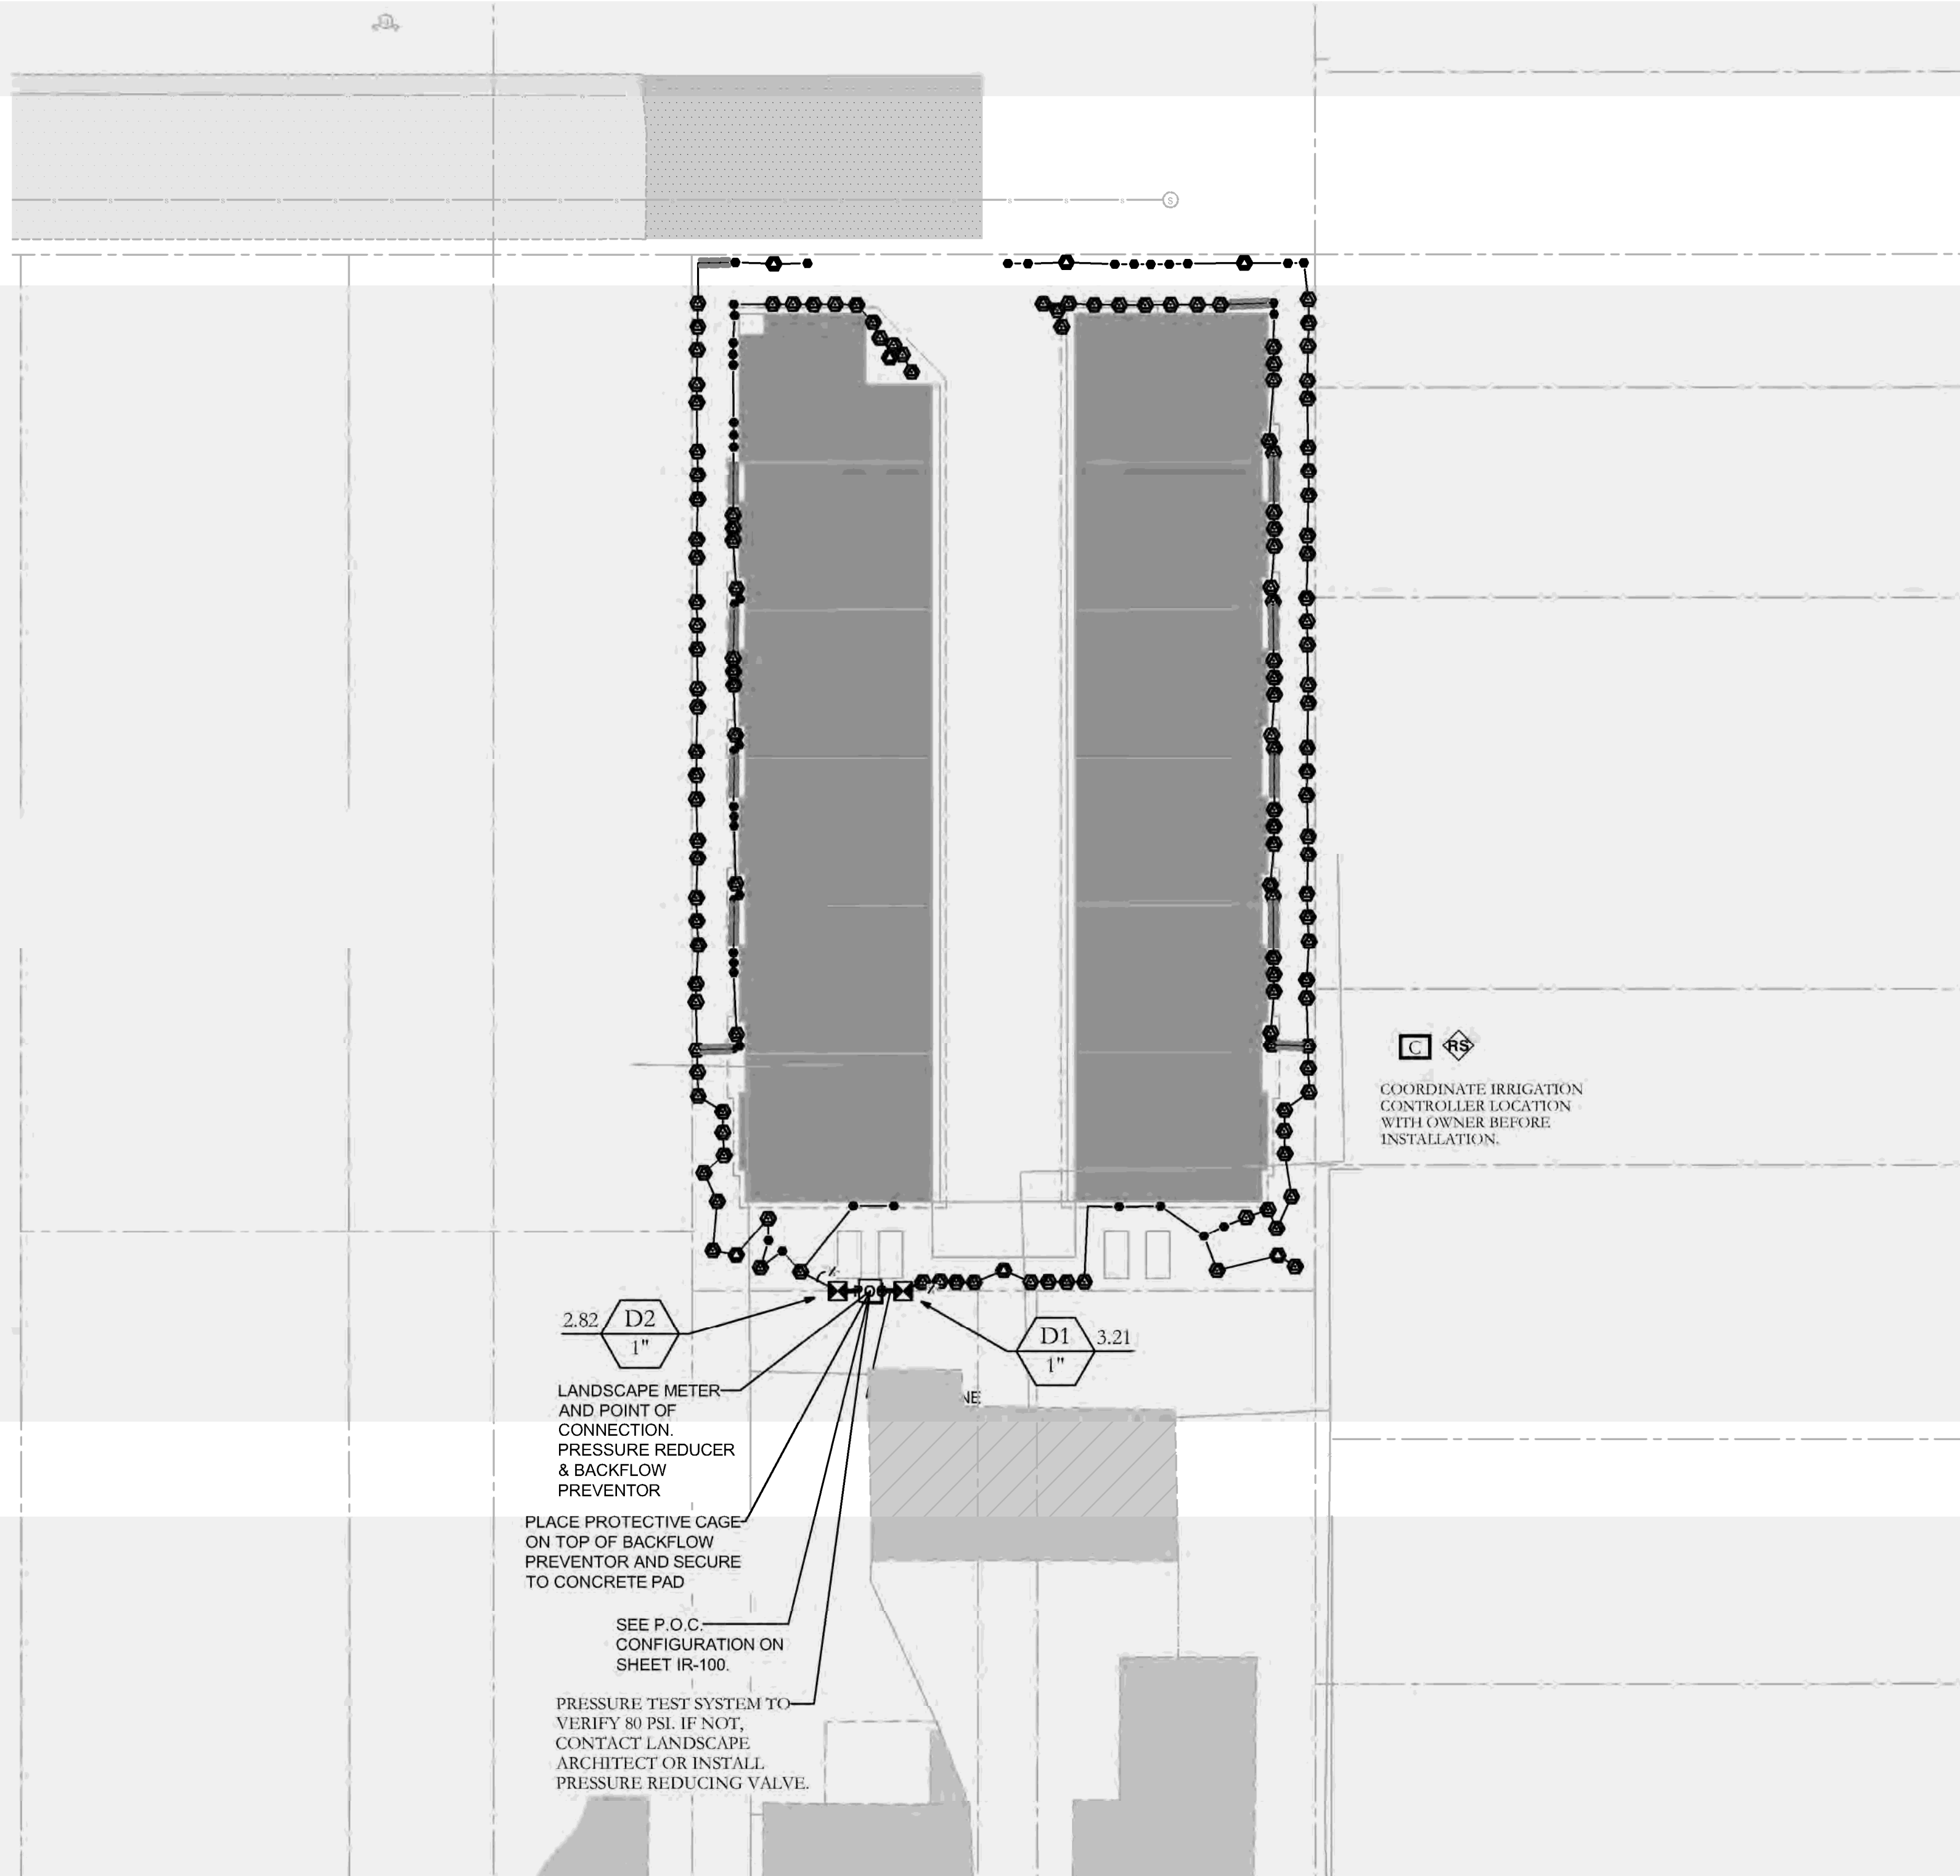 S
C RS
COORDINATE IRRIGATION
CONTROLLER LOCATION
WITH OWNER BEFORE
INSTALLATION.
2.82 D2
1"
D1 3.21
1"
LANDSCAPE METER
AND POINT OF
CONNECTION.
PRESSURE REDUCER
& BACKFLOW
PREVENTOR
NE
PLACE PROTECTIVE CAGE
ON TOP OF BACKFLOW
PREVENTOR AND SECURE
TO CONCRETE PAD
SEE P.O.C.
CONFIGURATION ON
SHEET IR-100.
PRESSURE TEST SYSTEM TO
VERIFY 80 PSI. IF NOT,
CONTACT LANDSCAPE
ARCHITECT OR INSTALL
PRESSURE REDUCING VALVE.